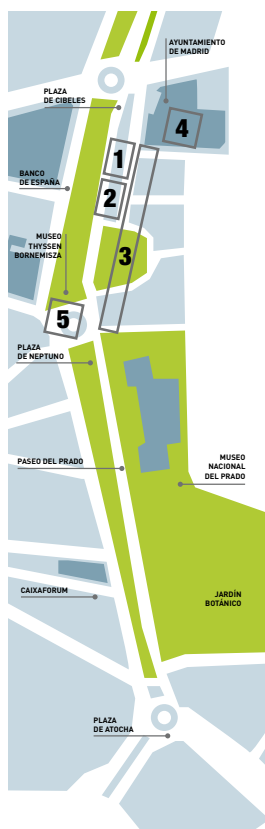 AYUNTAMIENTO
DE MADRID
PLAZA
DE CIBELES
4
1
BANCO
DE ESPAÑA
2
MUSEO
THYSSEN
BORNEMISZA
3
5
PLAZA
DE NEPTUNO
PASEO DEL PRADO
MUSEO
NACIONAL
DEL PRADO
CAIXAFORUM
JARDÍN
BOTÁNICO
PLAZA
DE ATOCHA